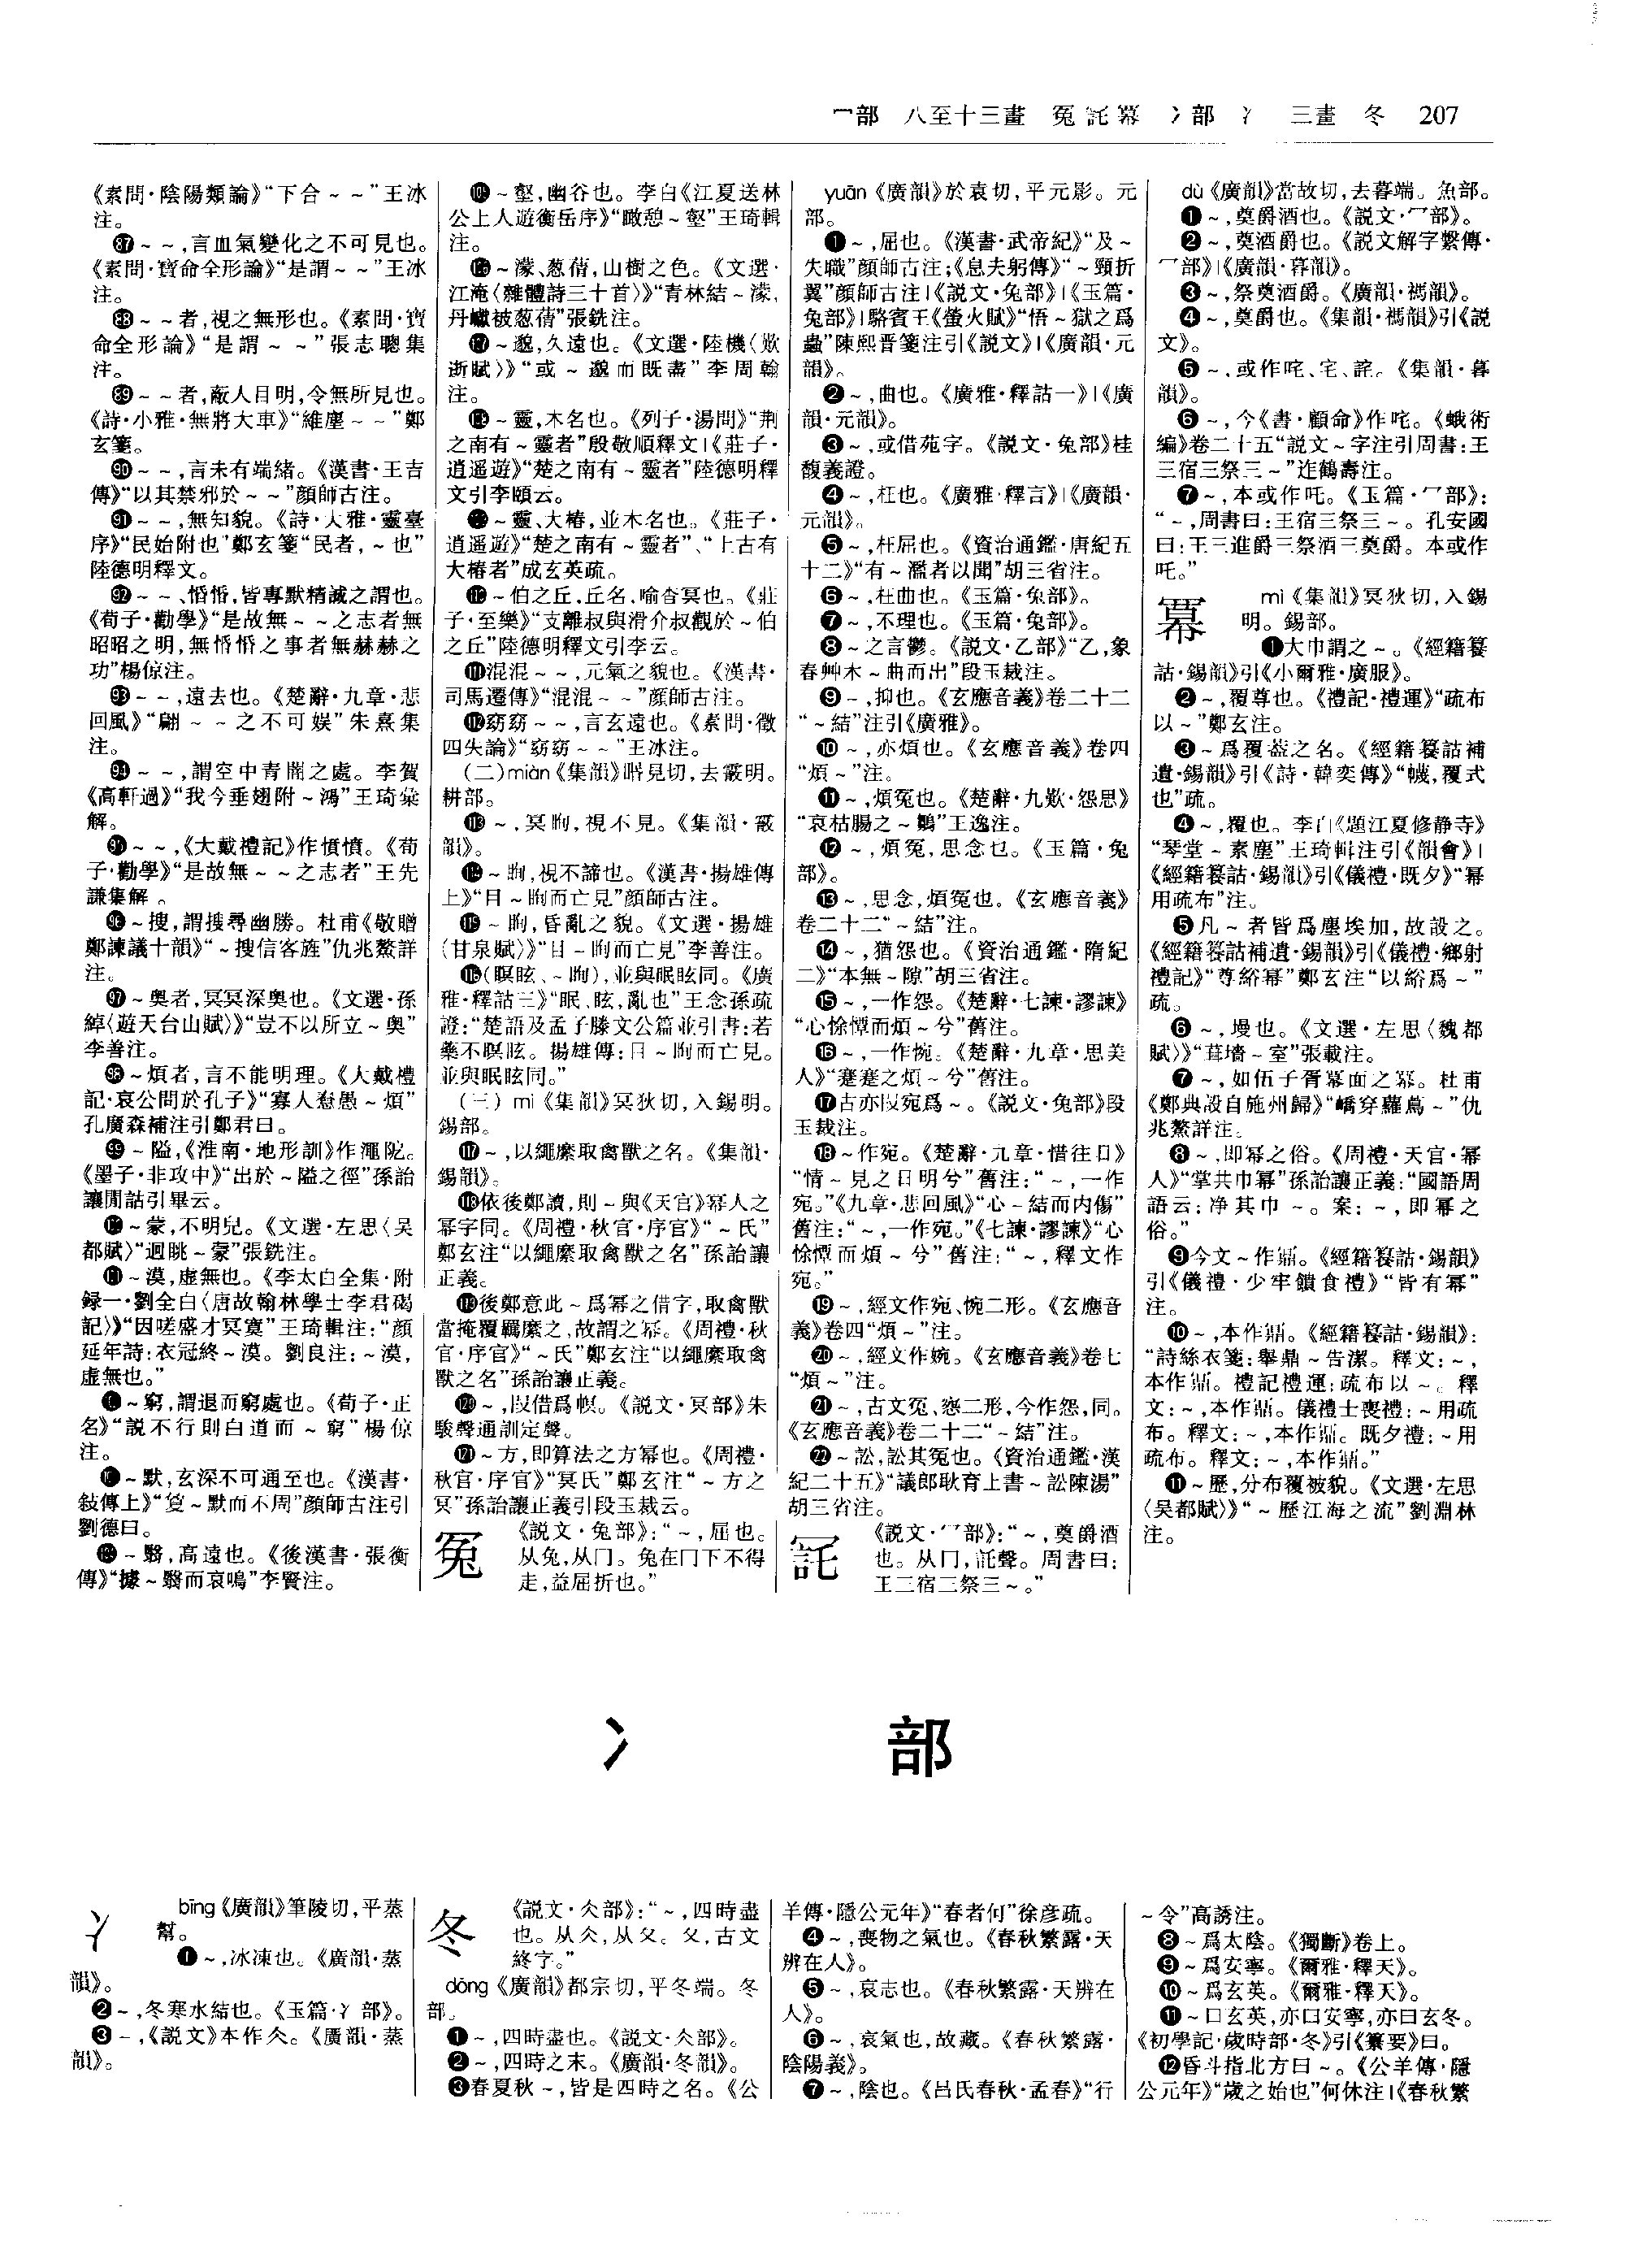 冖部　八至十三畫　冤 託 冪　冫部　冫　三畫　冬　207
《素問·陰陽類論》“下合～～”王冰
注。
㊇～～,言血氣變化之不可見也。
《素問·寶命全形論》“是謂～～”王冰
注。
～～者,視之無形也。《素問·寶
命全形論》“是謂～～”張志聰集
注。
～～者,蔽人目明,令無所見也。
《詩·小雅·無將大車》“維塵～～”鄭
玄箋。
～～,言未有端緒。《漢書·王吉
傳》“以其禁邪於～～”顏師古注。
～～,無知貌。《詩·大雅·靈臺
序》“民始附也”鄭玄箋“民者,～也”
陸德明釋文。
～～、惛惛,皆專默精誠之謂也。
《荀子·勸學》“是故無～～之志者無
昭昭之明,無惛惛之事者無赫赫之
功”楊倞注。
～～,遠去也。《楚辭·九章·悲
回風》“翩～～之不可娛”朱熹集
注。
～～,謂空中青闇之處。李賀
《高軒過》“我今垂翅附～鴻”王琦彙
解。
～～,《大戴禮記》作憤憤。《荀
子·勸學》“是故無～～之志者”王先
謙集解。
～搜,謂搜尋幽勝。杜甫《敬贈
鄭諫議十韻》“～搜信客旌”仇兆鰲詳
注。
～奧者,冥冥深奧也。《文選·孫
綽〈遊天台山賦〉》“豈不以所立～奧”
李善注。
～煩者,言不能明理。《大戴禮
記·哀公問於孔子》“寡人憃愚～煩”
孔廣森補注引鄭君曰。
～隘,《淮南·地形訓》作澠阨。
《墨子·非攻中》“出於～隘之徑”孫詒
讓閒詁引畢云。
～蒙,不明皃。《文選·左思〈吳
都賦〉》“迥眺～蒙”張銑注。
～漠,虛無也。《李太白全集·附
録一·劉全白〈唐故翰林學士李君碣
記〉》“因嗟盛才冥寞”王琦輯注:“顏
延年詩:衣冠終～漠。劉良注:～漠,
虛無也。”
～窮,謂退而窮處也。《荀子·正
名》“説不行則白道而～窮”楊倞
注。
～默,玄深不可通至也。《漢書·
敍傳上》“㕠～默而不周”顏師古注引
劉德曰。
～翳,高遠也。《後漢書·張衡
傳》“據～翳而哀鳴”李賢注。
～壑,幽谷也。李白《江夏送林
公上人遊衡岳序》“瞰憩～壑”王琦輯
注。
～濛、葱蒨,山樹之色。《文選·
江淹〈雜體詩三十首〉》“青林結～濛,
丹巘被葱蒨”張銑注。
～邈,久遠也。《文選·陸機〈歎
逝賦〉》“或～邈而既盡”李周翰
注。
～靈,木名也。《列子·湯問》“荆
之南有～靈者”殷敬順釋文|《莊子·
逍遥遊》“楚之南有～靈者”陸德明釋
文引李頤云。
～靈、大椿,並木名也。《莊子·
逍遥遊》“楚之南有～靈者”、“上古有
大椿者”成玄英疏。
～伯之丘,丘名,喻杳冥也。《莊
子·至樂》“支離叔與滑介叔觀於～伯
之丘”陸德明釋文引李云。
⑪混混～～,元氣之貌也。《漢書·
司馬遷傳》“混混～～”顏師古注。
窈窈～～,言玄遠也。《素問·徵
四失論》“窈窈～～”王冰注。
(二)miàn《集韻》眳見切,去霰明。
耕部。
～,冥眴,視不見。《集韻·霰
韻》。
～眴,視不諦也。《漢書·揚雄傳
上》“目～眴而亡見”顏師古注。
～眴,昏亂之貌。《文選·揚雄
〈甘泉賦〉》“目～眴而亡見”李善注。
(瞑眩、～眴),並與眠眩同。《廣
雅·釋詁三》“眠、眩,亂也”王念孫疏
證:“楚語及孟子滕文公篇並引書:若
藥不瞑眩。揚雄傳:目～眴而亡見。
並與眠眩同。”
(三)mì《集韻》冥狄切,入錫明。
錫部。
～,以繩縻取禽獸之名。《集韻·
錫韻》。
依後鄭讀,則～與《天官》冪人之
冪字同。《周禮·秋官·序官》“～氏”
鄭玄注“以繩縻取禽獸之名”孫詒讓
正義。
後鄭意此～爲冪之借字,取禽獸
當掩覆羈縻之,故謂之冪。《周禮·秋
官·序官》“～氏”鄭玄注“以繩縻取禽
獸之名”孫詒讓正義。
～,叚借爲幎。《説文·冥部》朱
駿聲通訓定聲。
～方,即算法之方冪也。《周禮·
秋官·序官》“冥氏”鄭玄注“～方之
冥”孫詒讓正義引段玉裁云。
冤　《説文·兔部》:“～,屈也。
从兔,从冂。兔在冂下不得
走,益屈折也。”
yuān《廣韻》於袁切,平元影。元
部。
❶～,屈也。《漢書·武帝紀》“及～
失職”顏師古注;《息夫躬傳》“～頸折
翼”顏師古注|《説文·兔部》|《玉篇·
兔部》|駱賓王《螢火賦》“悟～獄之爲
蟲”陳熙晋箋注引《説文》|《廣韻·元
韻》。
❷～,曲也。《廣雅·釋詁一》|《廣
韻·元韻》。
❸～,或借苑字。《説文·兔部》桂
馥義證。
❹～,枉也。《廣雅·釋言》|《廣韻·
元韻》。
❺～,枉屈也。《資治通鑑·唐紀五
十二》“有～濫者以聞”胡三省注。
❻～,枉曲也。《玉篇·兔部》。
❼～,不理也。《玉篇·兔部》。
❽～之言鬱。《説文·乙部》“乙,象
春艸木～曲而出”段玉裁注。
❾～,抑也。《玄應音義》卷二十二
“～結”注引《廣雅》。
❿～,亦煩也。《玄應音義》卷四
“煩～”注。
⓫～,煩冤也。《楚辭·九歎·怨思》
“哀枯腸之～鶵”王逸注。
⓬～,煩冤,思念也。《玉篇·兔
部》。
⓭～,思念,煩冤也。《玄應音義》
卷二十二“～結”注。
⓮～,猶怨也。《資治通鑑·隋紀
二》“本無～隙”胡三省注。
⓯～,一作怨。《楚辭·七諫·謬諫》
“心悇憛而煩～兮”舊注。
⓰～,一作惋。《楚辭·九章·思美
人》“蹇蹇之煩～兮”舊注。
⓱古亦叚宛爲～。《説文·兔部》段
玉裁注。
⓲～作宛。《楚辭·九章·惜往日》
“情～見之日明兮”舊注:“～,一作
宛。”《九章·悲回風》“心～結而内傷”
舊注:“～,一作宛。”《七諫·謬諫》“心
悇憛而煩～兮”舊注:“～,釋文作
宛。”
⓳～,經文作宛、惋二形。《玄應音
義》卷四“煩～”注。
⓴～,經文作婉。《玄應音義》卷七
“煩～”注。
㉑～,古文冤、㤪二形,今作怨,同。
《玄應音義》卷二十二“～結”注。
㉒～訟,訟其冤也。《資治通鑑·漢
紀二十五》“議郎耿育上書～訟陳湯”
胡三省注。
託　《説文·冖部》:“～,奠爵酒
也。从冂,託聲。周書曰:
王三宿三祭三～。”
dù《廣韻》當故切,去暮端。魚部。
❶～,奠爵酒也。《説文·冖部》。
❷～,奠酒爵也。《説文解字繫傳·
冖部》|《廣韻·暮韻》。
❸～,祭奠酒爵。《廣韻·禡韻》。
❹～,奠爵也。《集韻·禡韻》引《説
文》。
❺～,或作咤、宅、詫。《集韻·暮
韻》。
❻～,今《書·顧命》作咤。《蛾術
編》卷二十五“説文～字注引周書:王
三宿三祭三～”迮鶴壽注。
❼～,本或作吒。《玉篇·冖部》:
“～,周書曰:王宿三祭三～。孔安國
曰:王三進爵三祭酒三奠爵。本或作
吒。”
冪　mì《集韻》冥狄切,入錫
明。錫部。
❶大巾謂之～。《經籍籑
詁·錫韻》引《小爾雅·廣服》。
❷～,覆尊也。《禮記·禮運》“疏布
以～”鄭玄注。
❸～爲覆蓋之名。《經籍籑詁補
遺·錫韻》引《詩·韓奕傳》“幭,覆式
也”疏。
❹～,覆也。李白《題江夏修静寺》
“琴堂～素塵”王琦輯注引《韻會》|
《經籍籑詁·錫韻》引《儀禮·既夕》“冪
用疏布”注。
❺凡～者皆爲塵埃加,故設之。
《經籍籑詁補遺·錫韻》引《儀禮·鄉射
禮記》“尊綌冪”鄭玄注“以綌爲～”
疏。
❻～,墁也。《文選·左思〈魏都
賦〉》“葺墻～室”張載注。
❼～,如伍子胥冪面之冪。杜甫
《鄭典設自施州歸》“嶠穿蘿蔦～”仇
兆鰲詳注。
❽～,即冪之俗。《周禮·天官·冪
人》“掌共巾冪”孫詒讓正義:“國語周
語云:净其巾～。案:～,即冪之
俗。”
❾今文～作鼏。《經籍籑詁·錫韻》
引《儀禮·少牢饋食禮》“皆有冪”
注。
❿～,本作鼏。《經籍籑詁·錫韻》:
“詩絲衣箋:舉鼎～告潔。釋文:～,
本作鼏。禮記禮運:疏布以～。釋
文:～,本作鼏。儀禮士喪禮:～用疏
布。釋文:～,本作鼏。既夕禮:～用
疏布。釋文:～,本作鼏。”
⓫～歷,分布覆被貌。《文選·左思
〈吳都賦〉》“～歷江海之流”劉淵林
注。
冫　部
冫　bīng《廣韻》筆陵切,平蒸
幫。
❶～,冰凍也。《廣韻·蒸
韻》。
❷～,冬寒水結也。《玉篇·冫部》。
❸～,《説文》本作仌。《廣韻·蒸
韻》。
冬　《説文·仌部》:“～,四時盡
也。从仌,从夂。夂,古文
終字。”
dōng《廣韻》都宗切,平冬端。冬
部。
❶～,四時盡也。《説文·仌部》。
❷～,四時之末。《廣韻·冬韻》。
❸春夏秋～,皆是四時之名。《公
羊傳·隱公元年》“春者何”徐彦疏。
❹～,喪物之氣也。《春秋繁露·天
辨在人》。
❺～,哀志也。《春秋繁露·天辨在
人》。
❻～,哀氣也,故藏。《春秋繁露·
陰陽義》。
❼～,陰也。《吕氏春秋·孟春》“行
～令”高誘注。
❽～爲太陰。《獨斷》卷上。
❾～爲安寧。《爾雅·釋天》。
❿～爲玄英。《爾雅·釋天》。
⓫～曰玄英,亦曰安寧,亦曰玄冬。
《初學記·歲時部·冬》引《纂要》曰。
⓬昏斗指北方曰～。《公羊傳·隱
公元年》“歲之始也”何休注|《春秋繁